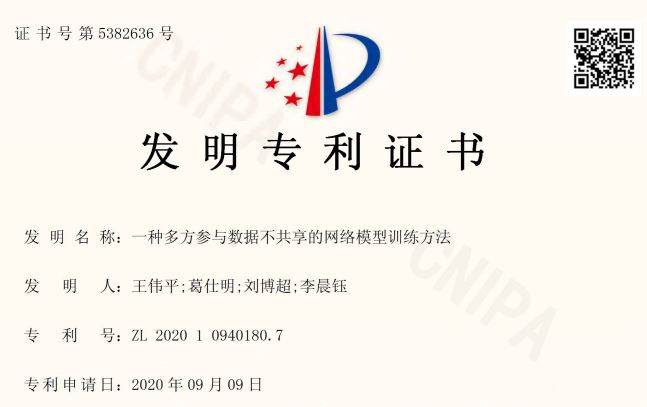 证书号第5382636号
CNIPA
发明专利证书
发明名称：一种多方参与数据不共享的网络模型训练方法
CNIPA
发明人：王伟平;葛仕明;刘博超;李晨钰
专利号：ZL 2020 1 0940180.7
专利申请日：2020年09月09日